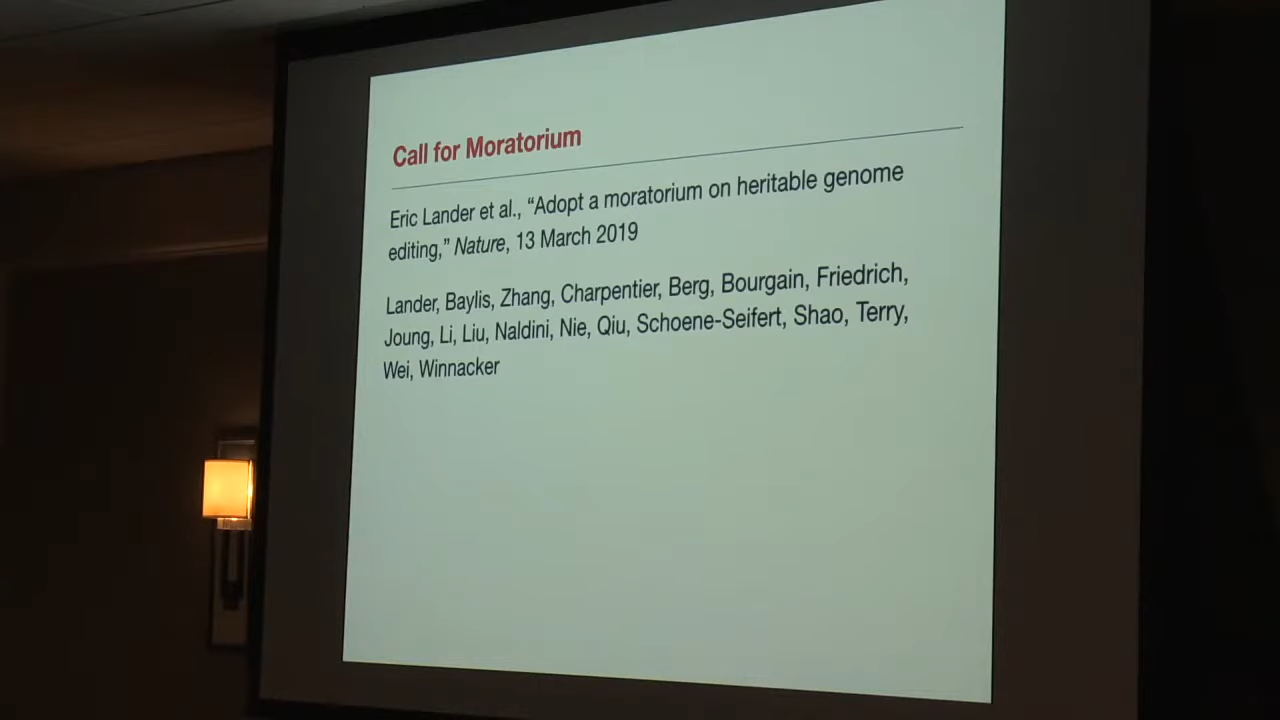 Call for Moratorium
Eric Lander et al., “Adopt a moratorium on heritable genome
editing,” Nature, 13 March 2019
Lander, Baylis, Zhang, Charpentier, Berg, Bourgain, Friedrich,
Joung, Li, Liu, Naldini, Nie, Qiu, Schoene-Seifert, Shao, Terry,
Wei, Winnacker